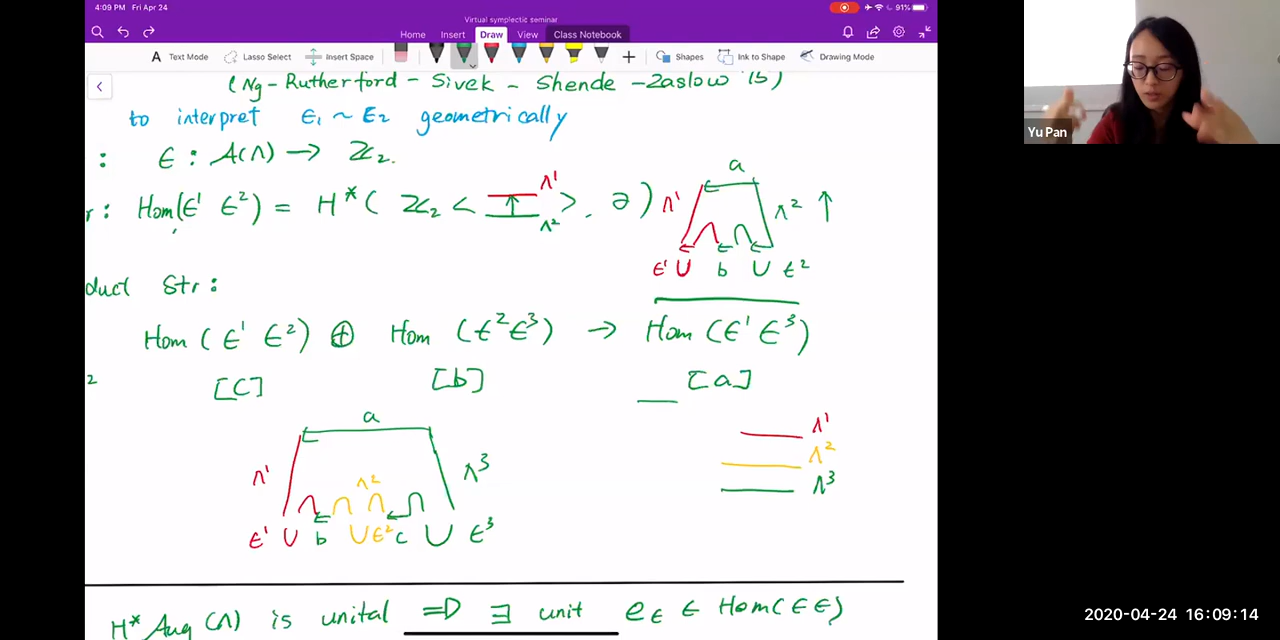 4:09 PM Fri Apr 24
91%
Virtual symplectic seminar
Home Insert Draw View Class Notebook
Text Mode Lasso Select Insert Space Shapes Ink to Shape Drawing Mode
(Ng - Rutherford - Sivek - Shende - Zaslow '15)
to interpret ε₁ ~ ε₂ geometrically
: ε : A(Λ) → ℤ₂.
r: Hom(ε¹ ε²) = H*( ℤ₂ < ↑ >, ∂ )
Λ¹
Λ²
a
Λ¹ Λ² ↑
ε¹ ∪ b ∪ ε²
duct Str:
Hom (ε¹ ε²) ⊕ Hom (ε² ε³) → Hom (ε¹ ε³)
2 [c] [b] [a]
a
Λ¹ Λ² Λ³
ε¹ ∪ b ∪ ε² c ∪ ε³
Λ¹
Λ²
Λ³
H* Aug (Λ) is unital ⇒ ∃ unit e_ε ∈ Hom(ε ε)
Yu Pan
2020-04-24 16:09:14